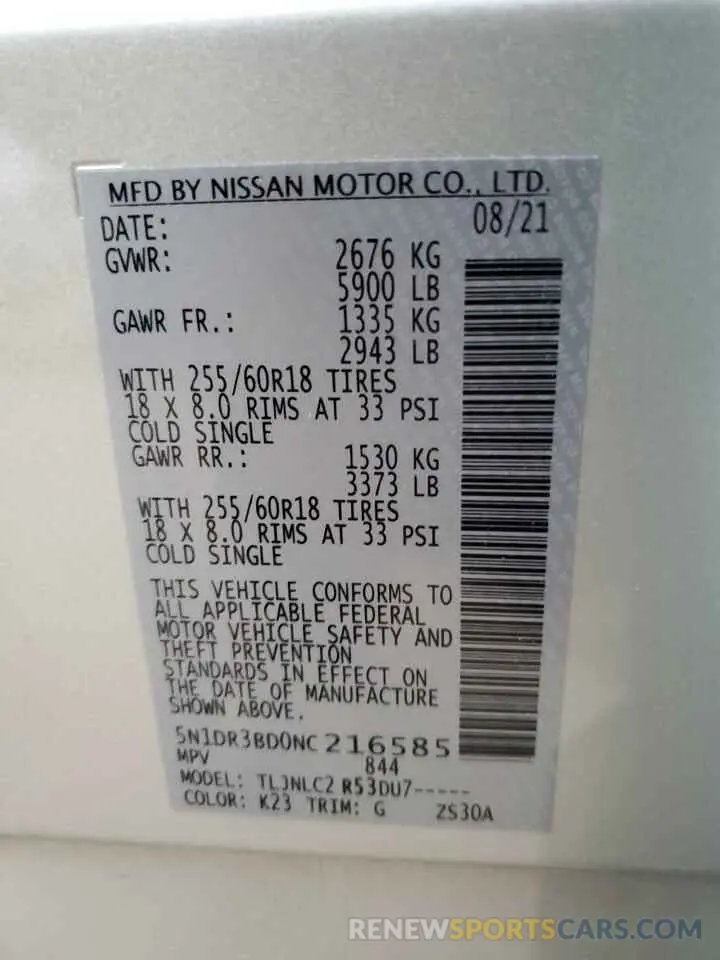 MFD BY NISSAN MOTOR CO., LTD.
DATE: 08/21
GVWR: 2676 KG
5900 LB
GAWR FR.: 1335 KG
2943 LB
WITH 255/60R18 TIRES
18 X 8.0 RIMS AT 33 PSI
COLD SINGLE
GAWR RR.: 1530 KG
3373 LB
WITH 255/60R18 TIRES
18 X 8.0 RIMS AT 33 PSI
COLD SINGLE
THIS VEHICLE CONFORMS TO
ALL APPLICABLE FEDERAL
MOTOR VEHICLE SAFETY AND
THEFT PREVENTION
STANDARDS IN EFFECT ON
THE DATE OF MANUFACTURE
SHOWN ABOVE.
5N1DR3BD0NC216585
MPV 844
MODEL: TLJNLC2 R53DU7-----
COLOR: K23 TRIM: G ZS30A
RENEWSPORTSCARS.COM